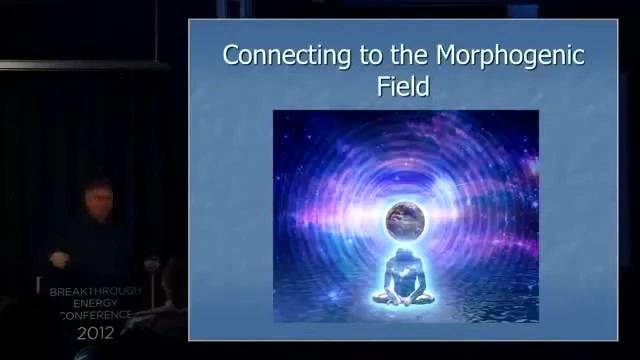 Connecting to the Morphogenic
Field
BREAKTHROUGH
ENERGY
CONFERENCE
2012